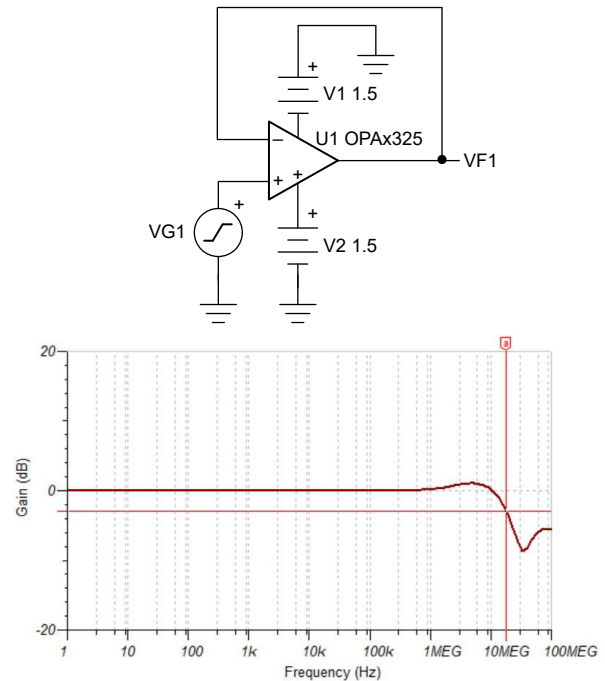 +
V1 1.5
U1 OPAx325
−
+
+
VF1
VG1
+
+
V2 1.5
a
20
0
-20
Gain (dB)
1
10
100
1k
10k
100k
1MEG
10MEG
100MEG
Frequency (Hz)